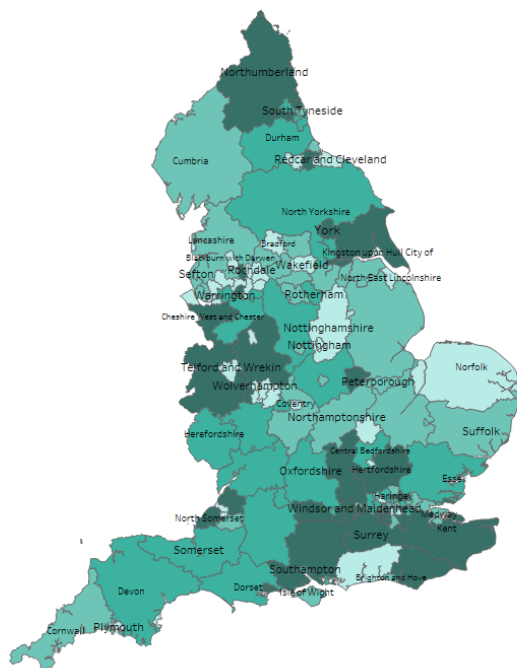 Northumberland
South Tyneside
Durham
Redcar and Cleveland
Cumbria
North Yorkshire
York
Lancashire
Bradford
Kingston upon Hull City of
Blackburn with Darwen
Rochdale
Wakefield
Sefton
North East Lincolnshire
Warrington
Rotherham
Cheshire West and Chester
Nottinghamshire
Nottingham
Telford and Wrekin
Norfolk
Peterborough
Wolverhampton
Coventry
Northamptonshire
Suffolk
Herefordshire
Central Bedfordshire
Oxfordshire
Hertfordshire
Essex
Haringey
Windsor and Maidenhead
Medway
North Somerset
Kent
Surrey
Somerset
Southampton
Brighton and Hove
Devon
Dorset
Isle of Wight
Cornwall
Plymouth